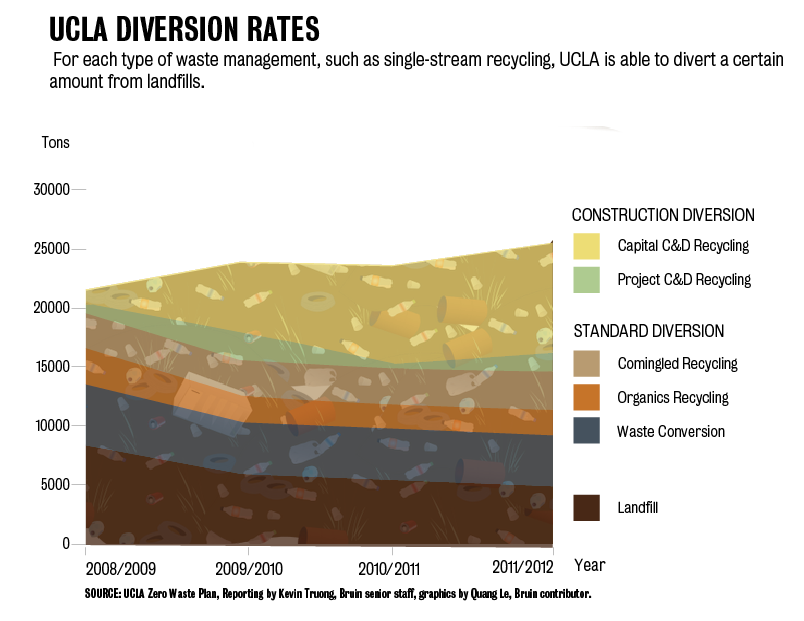 UCLA DIVERSION RATES
For each type of waste management, such as single-stream recycling, UCLA is able to divert a certain
amount from landfills.
Tons
30000
25000
20000
15000
10000
5000
0
2008/2009
2009/2010
2010/2011
2011/2012
Year
CONSTRUCTION DIVERSION
Capital C&D Recycling
Project C&D Recycling
STANDARD DIVERSION
Comingled Recycling
Organics Recycling
Waste Conversion
Landfill
SOURCE: UCLA Zero Waste Plan, Reporting by Kevin Truong, Bruin senior staff, graphics by Quang Le, Bruin contributor.